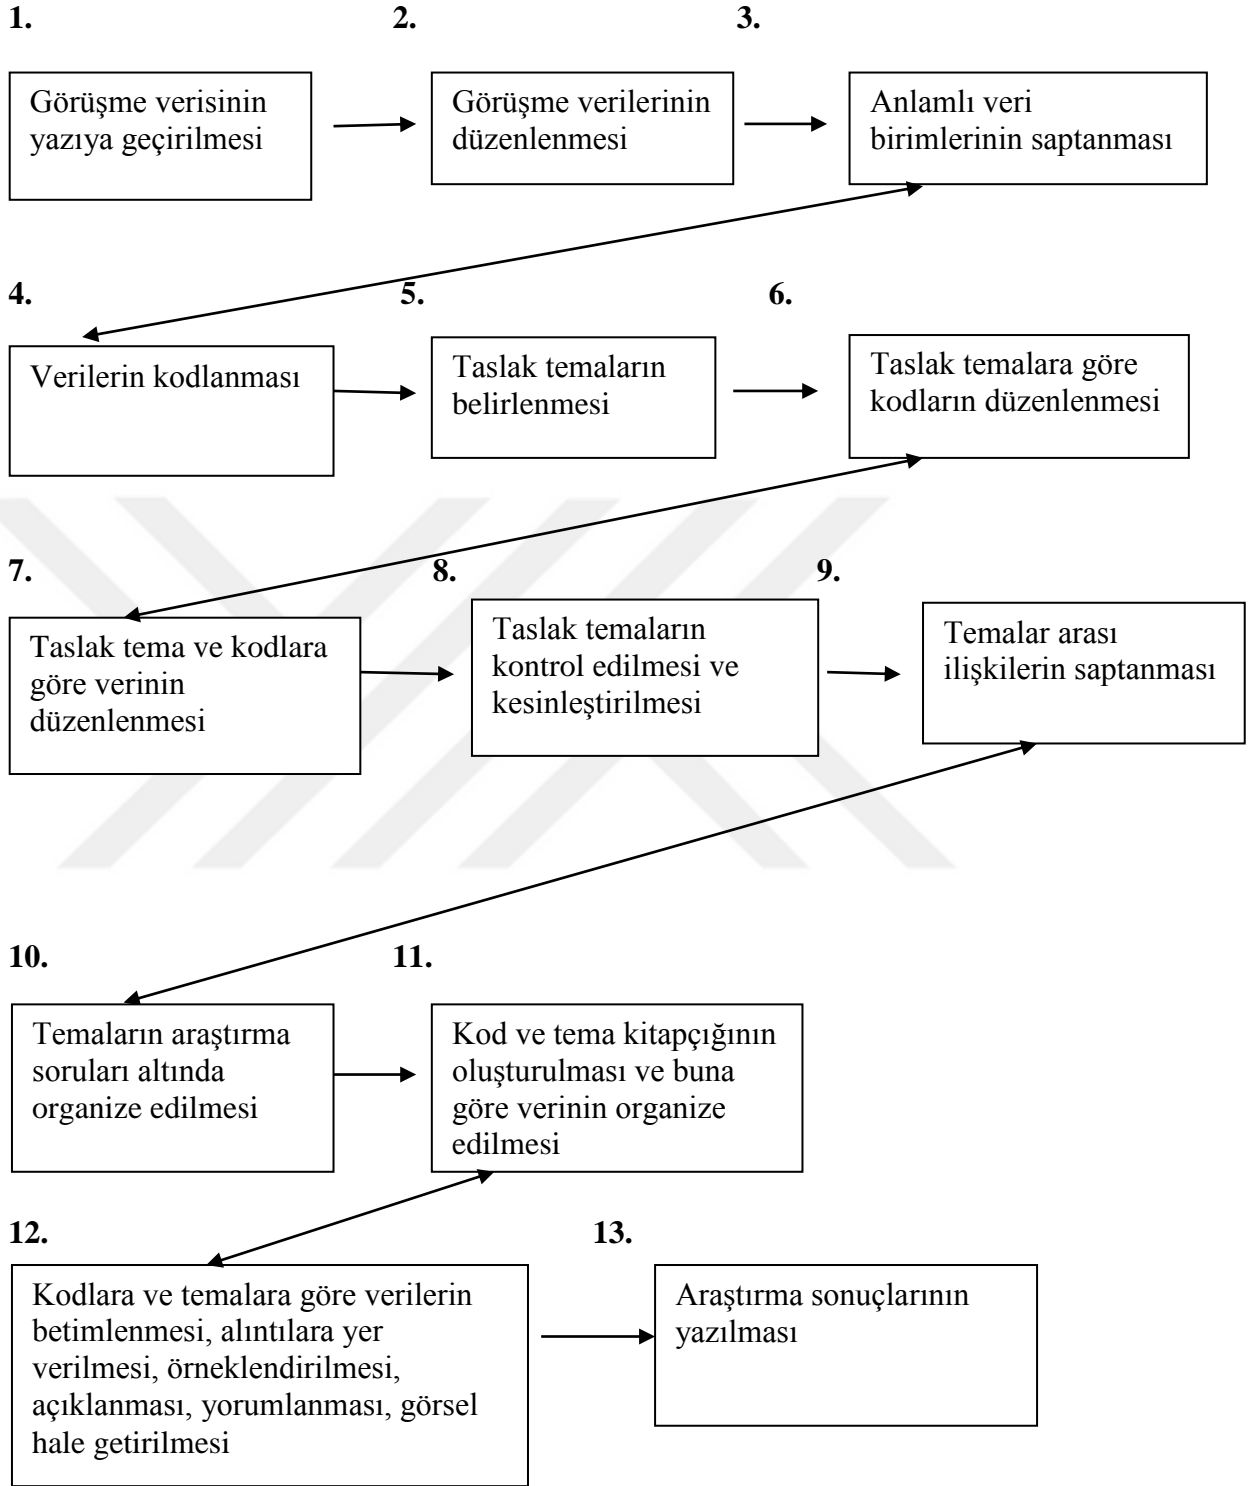 1.
2.
3.
Görüşme verisinin
yazıya geçirilmesi
Görüşme verilerinin
düzenlenmesi
Anlamlı veri
birimlerinin saptanması
4.
5.
6.
Verilerin kodlanması
Taslak temaların
belirlenmesi
Taslak temalara göre
kodların düzenlenmesi
7.
8.
9.
Taslak tema ve kodlara
göre verinin
düzenlenmesi
Taslak temaların
kontrol edilmesi ve
kesinleştirilmesi
Temalar arası
ilişkilerin saptanması
10.
11.
Temaların araştırma
soruları altında
organize edilmesi
Kod ve tema kitapçığının
oluşturulması ve buna
göre verinin organize
edilmesi
12.
13.
Kodlara ve temalara göre verilerin
betimlenmesi, alıntılara yer
verilmesi, örneklendirilmesi,
açıklanması, yorumlanması, görsel
hale getirilmesi
Araştırma sonuçlarının
yazılması